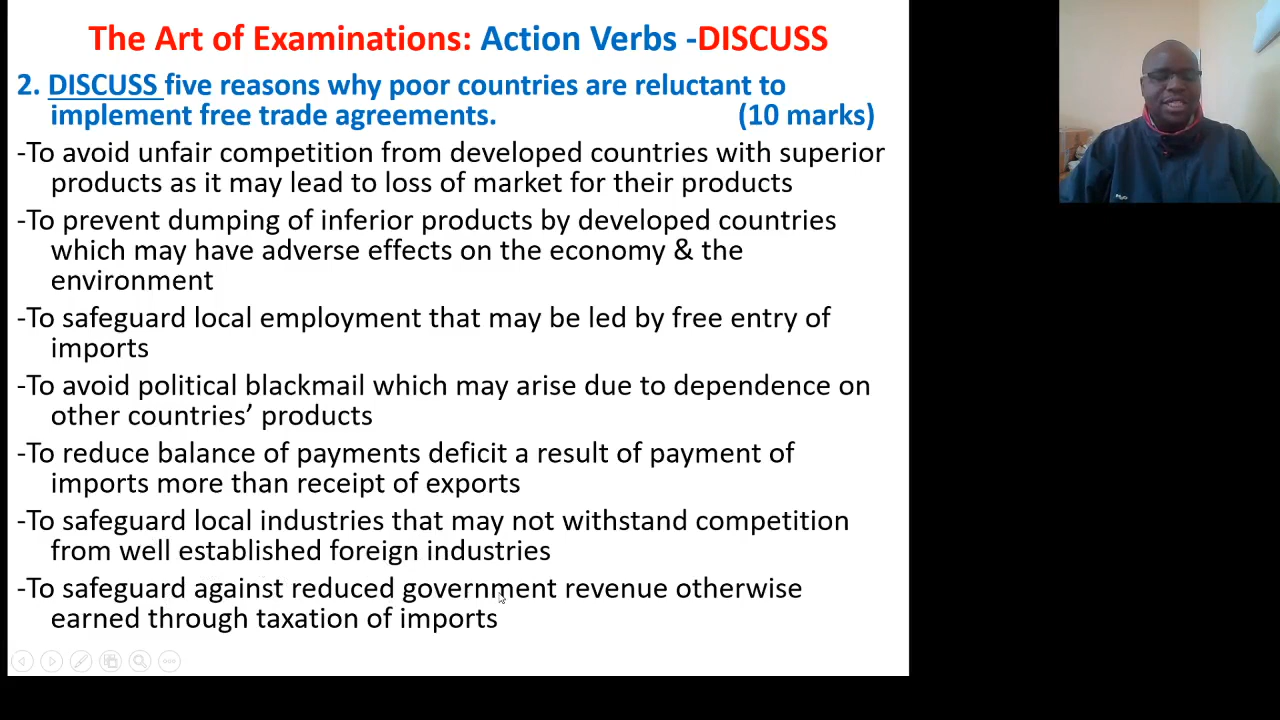 The Art of Examinations: Action Verbs -DISCUSS
2. DISCUSS five reasons why poor countries are reluctant to
implement free trade agreements. (10 marks)
-To avoid unfair competition from developed countries with superior
products as it may lead to loss of market for their products
-To prevent dumping of inferior products by developed countries
which may have adverse effects on the economy & the
environment
-To safeguard local employment that may be led by free entry of
imports
-To avoid political blackmail which may arise due to dependence on
other countries’ products
-To reduce balance of payments deficit a result of payment of
imports more than receipt of exports
-To safeguard local industries that may not withstand competition
from well established foreign industries
-To safeguard against reduced government revenue otherwise
earned through taxation of imports